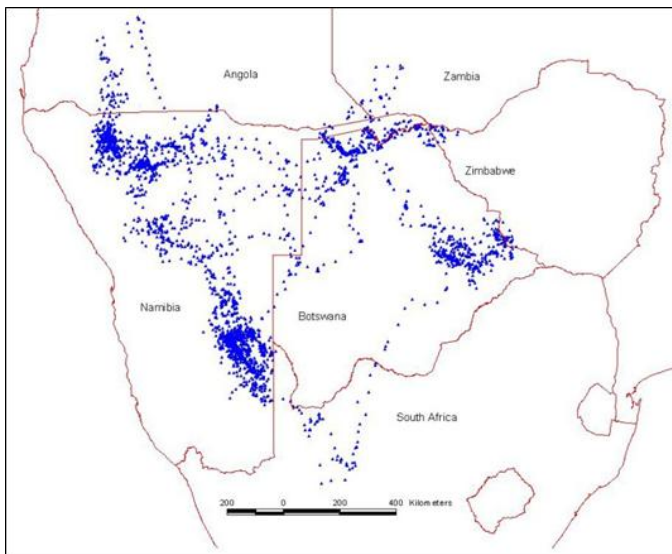 Angola
Zambia
Zimbabwe
Namibia
Botswana
South Africa
200 0 200 400 Kilometers